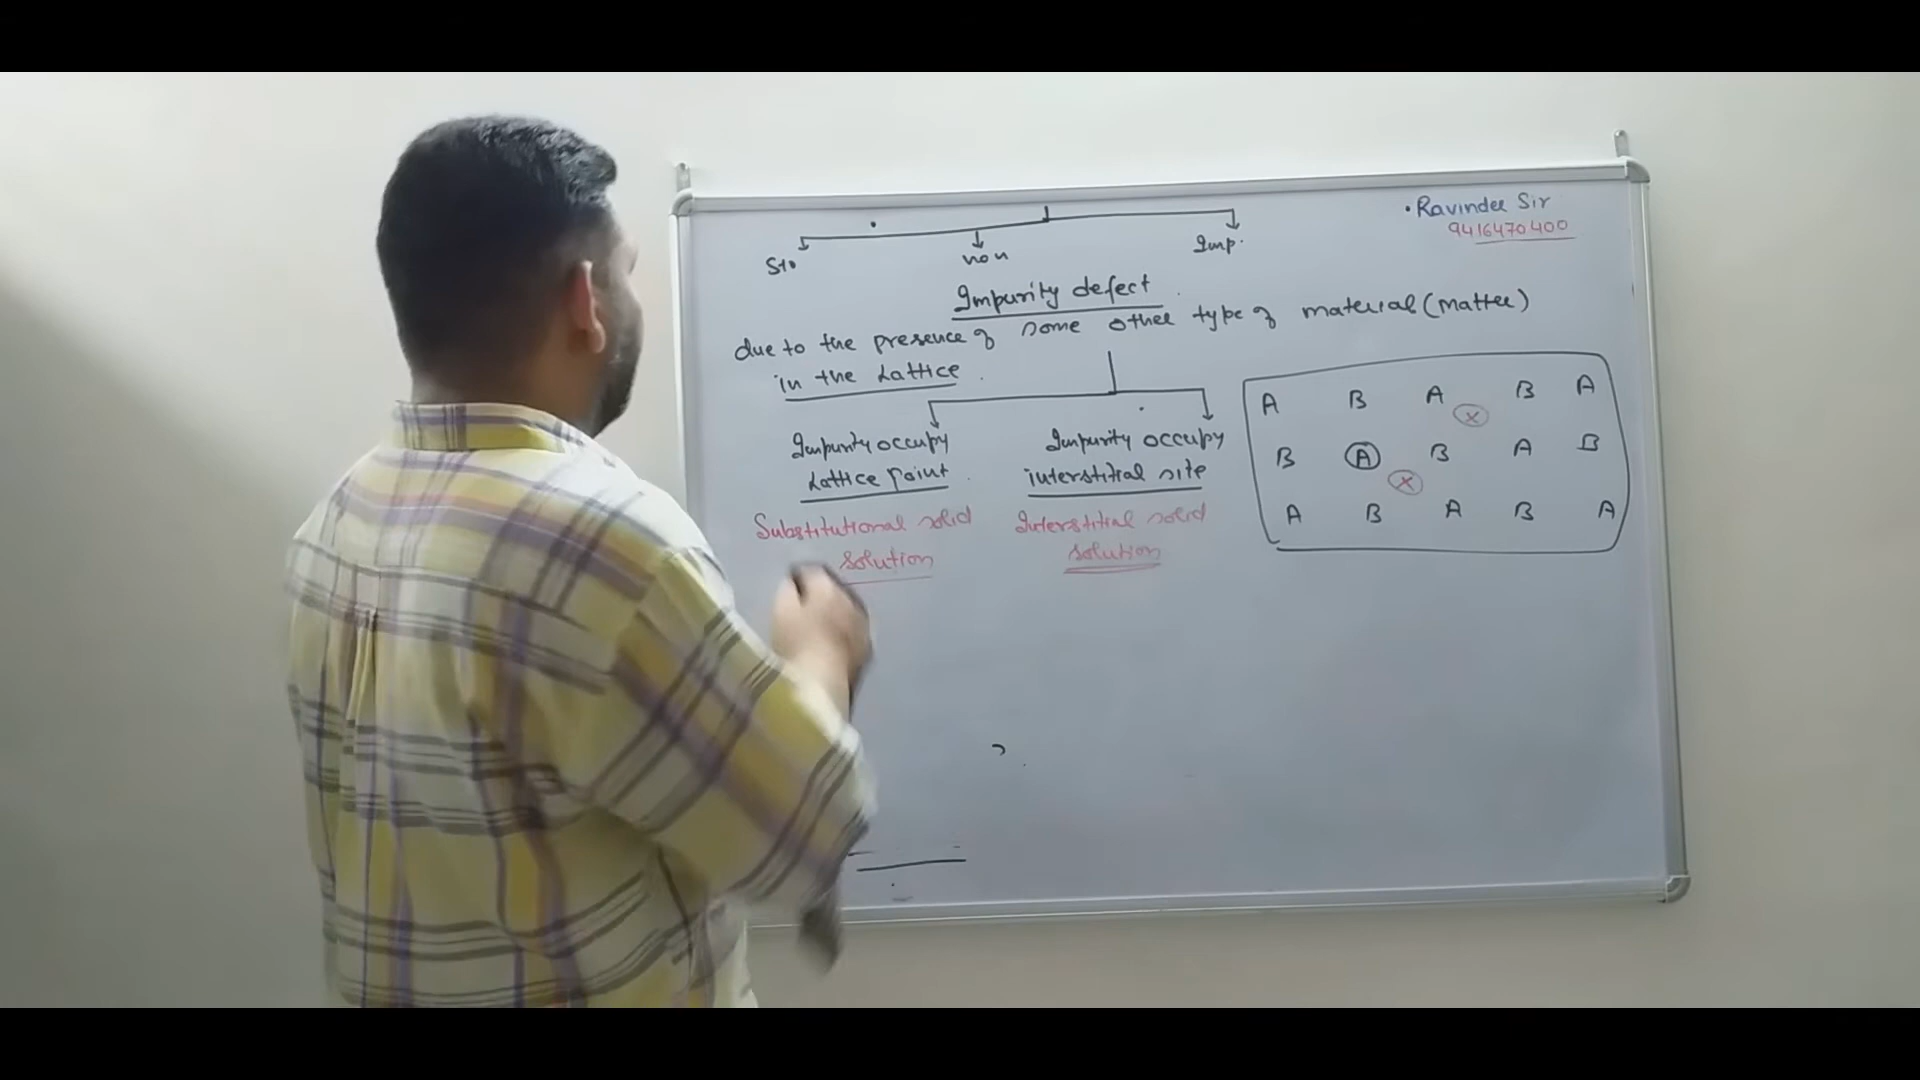 • Ravinder Sir
9416470400
Sto
non
Imp.
Impurity defect
due to the presence of some other type of material (matter)
in the Lattice
Impurity occupy
Lattice Point
Impurity occupy
interstitial site
Substitutional solid
solution
Interstitial solid
solution
A B A B A
X
B A B A B
X
A B A B A